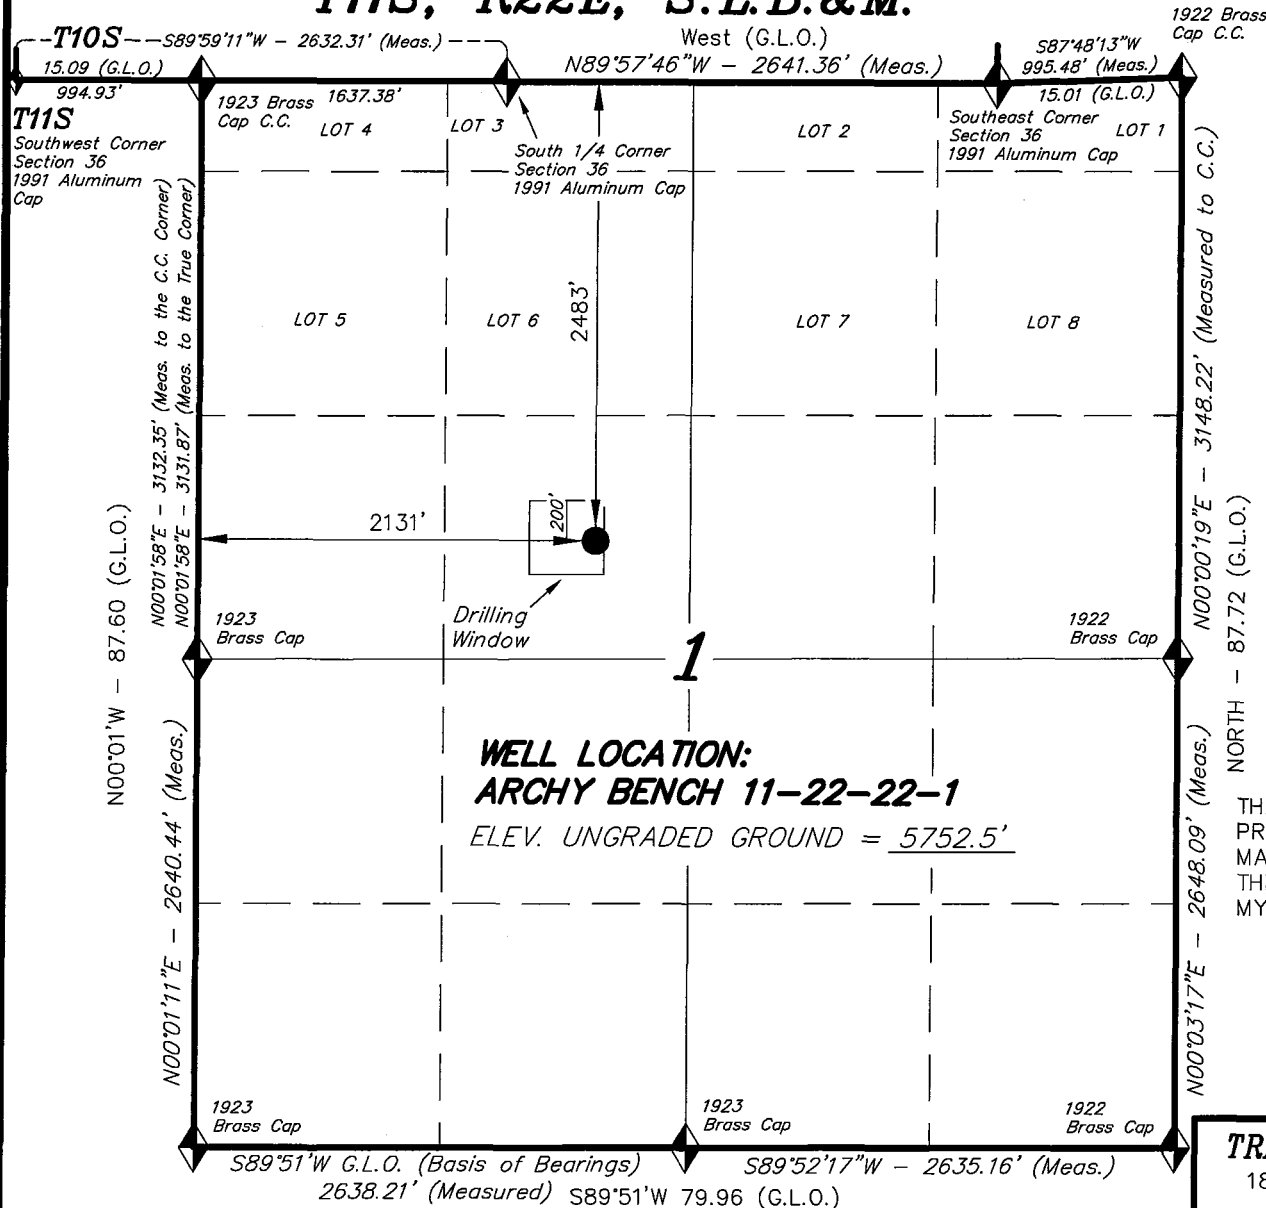 T11S, R22E, S.L.B.&M.
1922 Brass
Cap C.C.
T10S
S89°59'11"W - 2632.31' (Meas.)
West (G.L.O.)
N89°57'46"W - 2641.36' (Meas.)
S87°48'13"W
995.48' (Meas.)
15.09 (G.L.O.)
994.93'
15.01 (G.L.O.)
T11S
Southwest Corner
Section 36
1991 Aluminum
Cap
1923 Brass
Cap C.C.
1637.38'
LOT 4
LOT 3
South 1/4 Corner
Section 36
1991 Aluminum Cap
LOT 2
Southeast Corner
Section 36
1991 Aluminum Cap
LOT 1
N00°01'58"E - 3132.35' (Meas. to the C.C. Corner)
N00°01'58"E - 3131.87' (Meas. to the True Corner)
N00°00'19"E - 3148.22' (Measured to C.C.)
2483'
LOT 5
LOT 6
LOT 7
LOT 8
2131'
200'
Drilling
Window
N00°01'W - 87.60 (G.L.O.)
NORTH - 87.72 (G.L.O.)
1923
Brass Cap
1922
Brass Cap
1
WELL LOCATION:
ARCHY BENCH 11-22-22-1
ELEV. UNGRADED GROUND = 5752.5'
N00°01'11"E - 2640.44' (Meas.)
N00°03'17"E - 2648.09' (Meas.)
PR
MA
MY
1923
Brass Cap
1923
Brass Cap
1922
Brass Cap
S89°51'W G.L.O. (Basis of Bearings)
2638.21' (Measured)
S89°52'17"W - 2635.16' (Meas.)
S89°51'W 79.96 (G.L.O.)
18